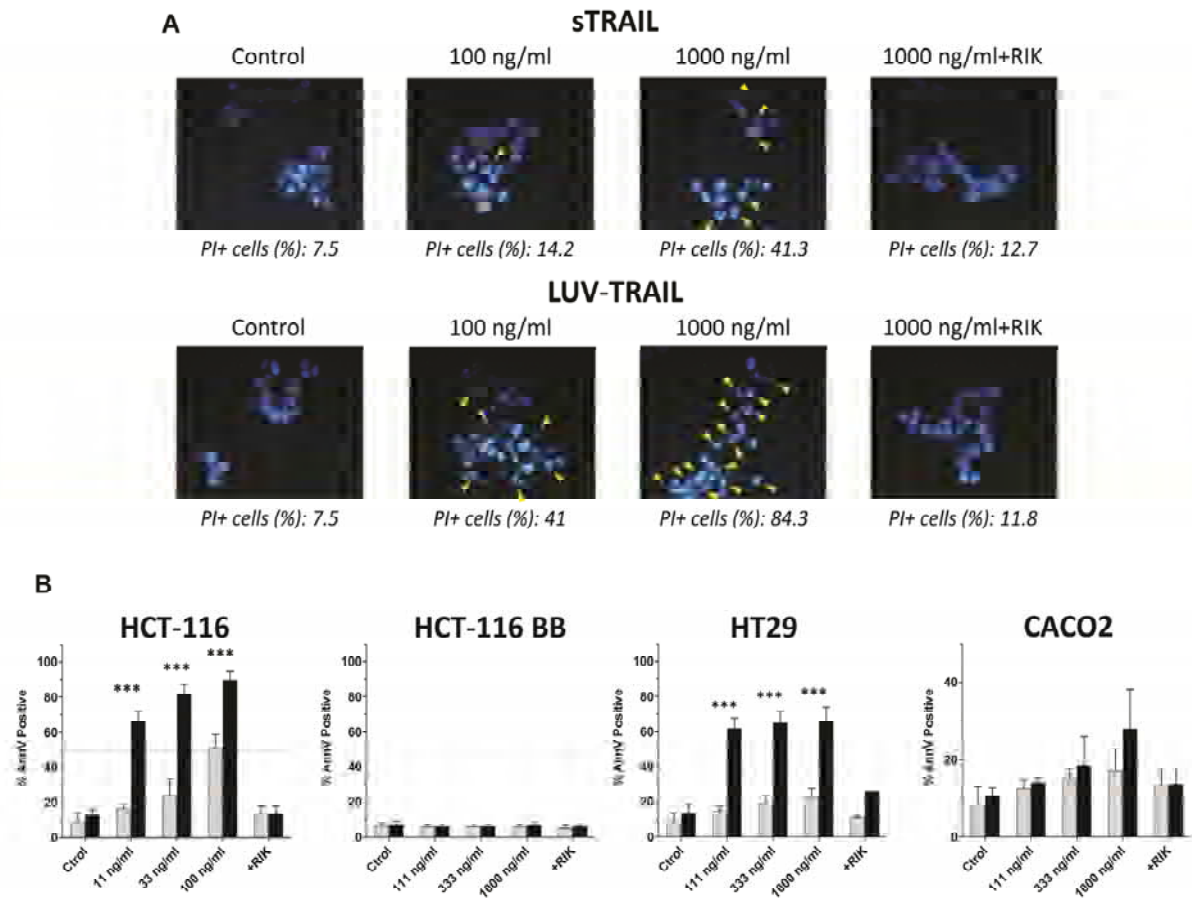 A
sTRAIL
Control 100 ng/ml 1000 ng/ml 1000 ng/ml+RIK
PI+ cells (%): 7.5 PI+ cells (%): 14.2 PI+ cells (%): 41.3 PI+ cells (%): 12.7
LUV-TRAIL
Control 100 ng/ml 1000 ng/ml 1000 ng/ml+RIK
PI+ cells (%): 7.5 PI+ cells (%): 41 PI+ cells (%): 84.3 PI+ cells (%): 11.8
B
HCT-116
% AnnV Positive
100
80
60
40
20
0
*** *** ***
Ctrol 11 ng/ml 33 ng/ml 100 ng/ml +RIK
HCT-116 BB
% AnnV Positive
100
80
60
40
20
0
Ctrol 111 ng/ml 333 ng/ml 1000 ng/ml +RIK
HT29
% AnnV Positive
100
80
60
40
20
0
*** *** ***
Ctrol 111 ng/ml 333 ng/ml 1000 ng/ml +RIK
CACO2
% AnnV Positive
40
20
0
Ctrol 111 ng/ml 333 ng/ml 1000 ng/ml +RIK